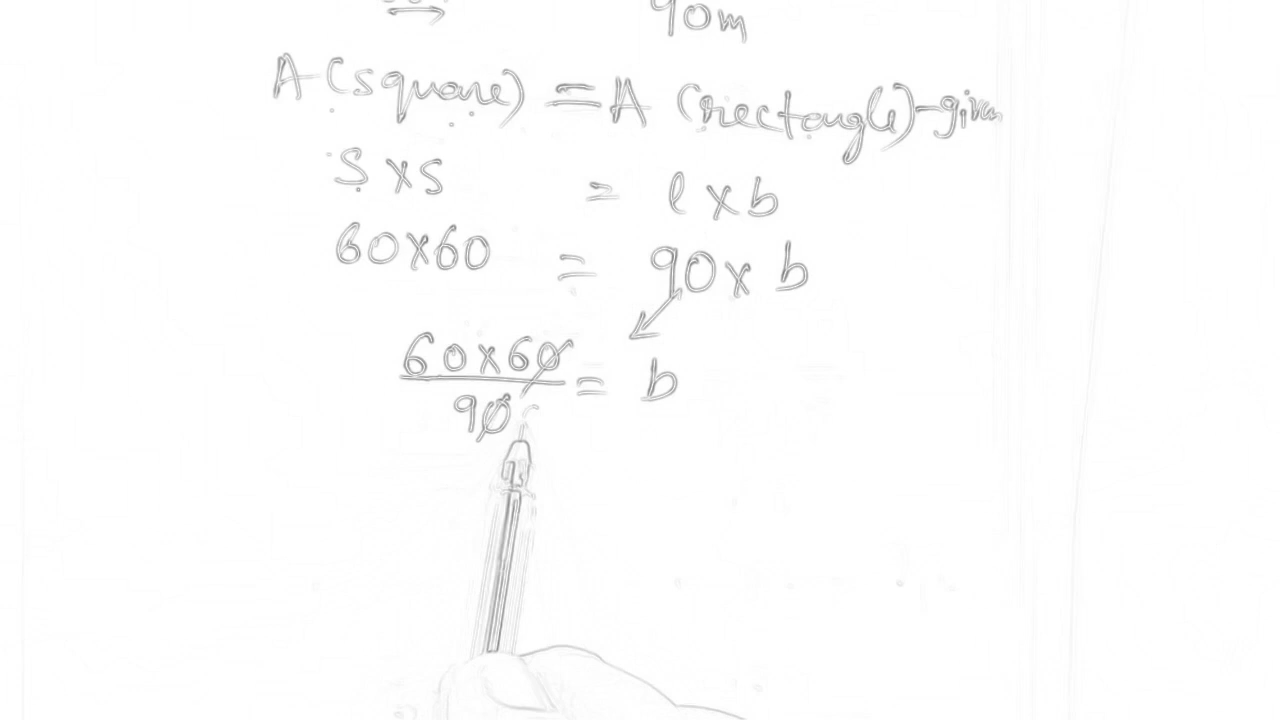 90m
A (square) = A (rectangle) - given
S x S = l x b
60 x 60 = 90 x b
60 x 60 = b
90